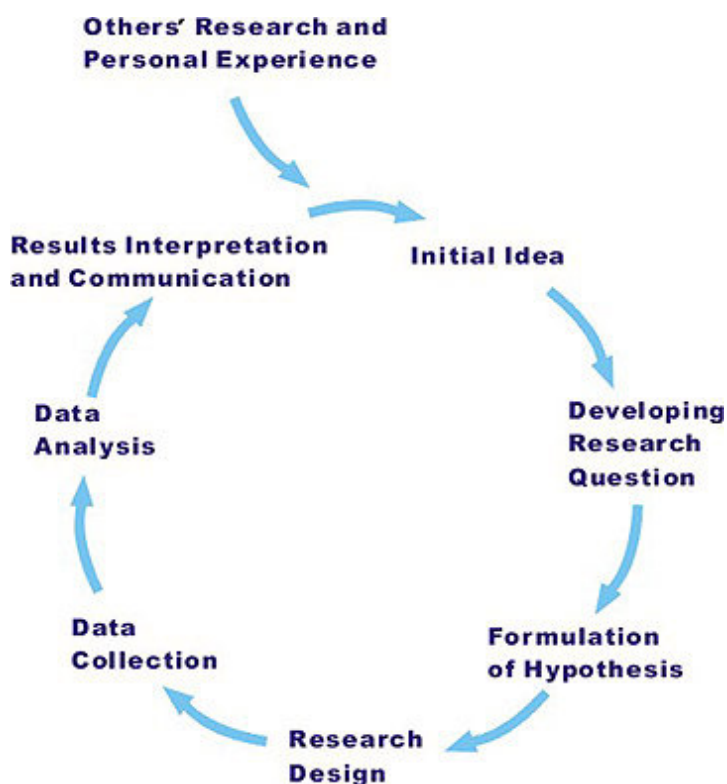 Others' Research and
Personal Experience
Initial Idea
Developing
Research
Question
Formulation
of Hypothesis
Research
Design
Data
Collection
Data
Analysis
Results Interpretation
and Communication